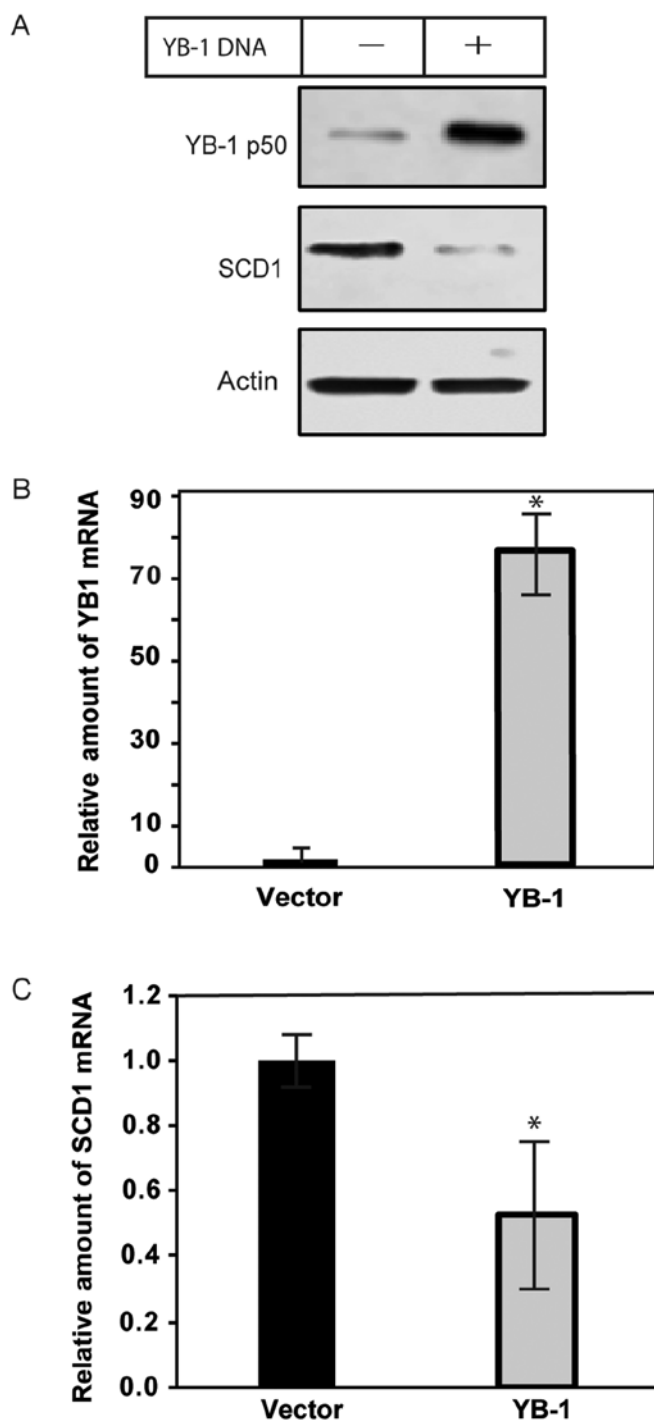 A
YB-1 DNA − +
YB-1 p50
SCD1
Actin
B
Relative amount of YB1 mRNA
90
70
50
30
10
0
*
Vector YB-1
C
Relative amount of SCD1 mRNA
1.2
1.0
0.8
0.6
0.4
0.2
0.0
*
Vector YB-1